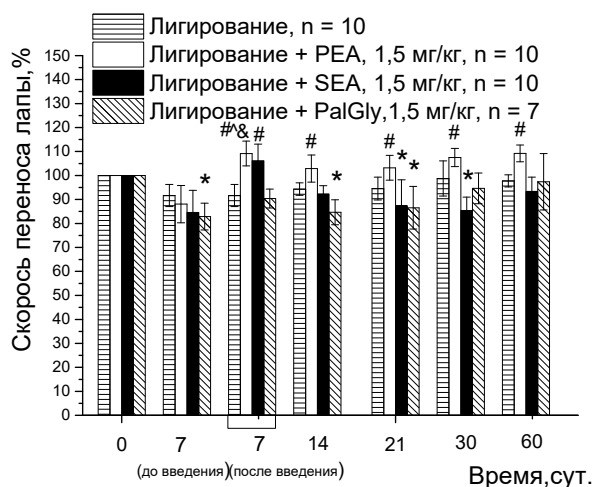 Лигирование, n = 10
Лигирование + PEA, 1,5 мг/кг, n = 10
Лигирование + SEA, 1,5 мг/кг, n = 10
Лигирование + PalGly,1,5 мг/кг, n = 7
Скорось переноса лапы,%
150
140
130
120
110
100
90
80
70
60
50
40
30
20
10
0
*
#^& #
# *
# * *
# *
#
0 7 7 14 21 30 60
(до введения)(после введения)
Время,сут.